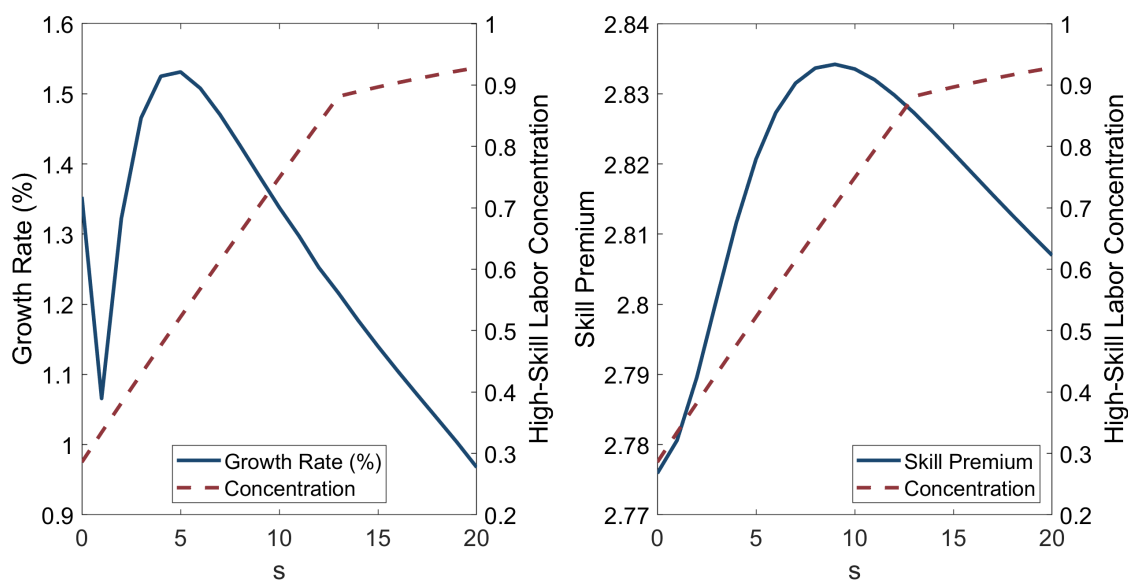 1.6
1.5
1.4
1.3
1.2
1.1
1
0.9
Growth Rate (%)
1
0.9
0.8
0.7
0.6
0.5
0.4
0.3
0.2
High-Skill Labor Concentration
Growth Rate (%)
Concentration
0 5 10 15 20
s
2.84
2.83
2.82
2.81
2.8
2.79
2.78
2.77
Skill Premium
1
0.9
0.8
0.7
0.6
0.5
0.4
0.3
0.2
High-Skill Labor Concentration
Skill Premium
Concentration
0 5 10 15 20
s